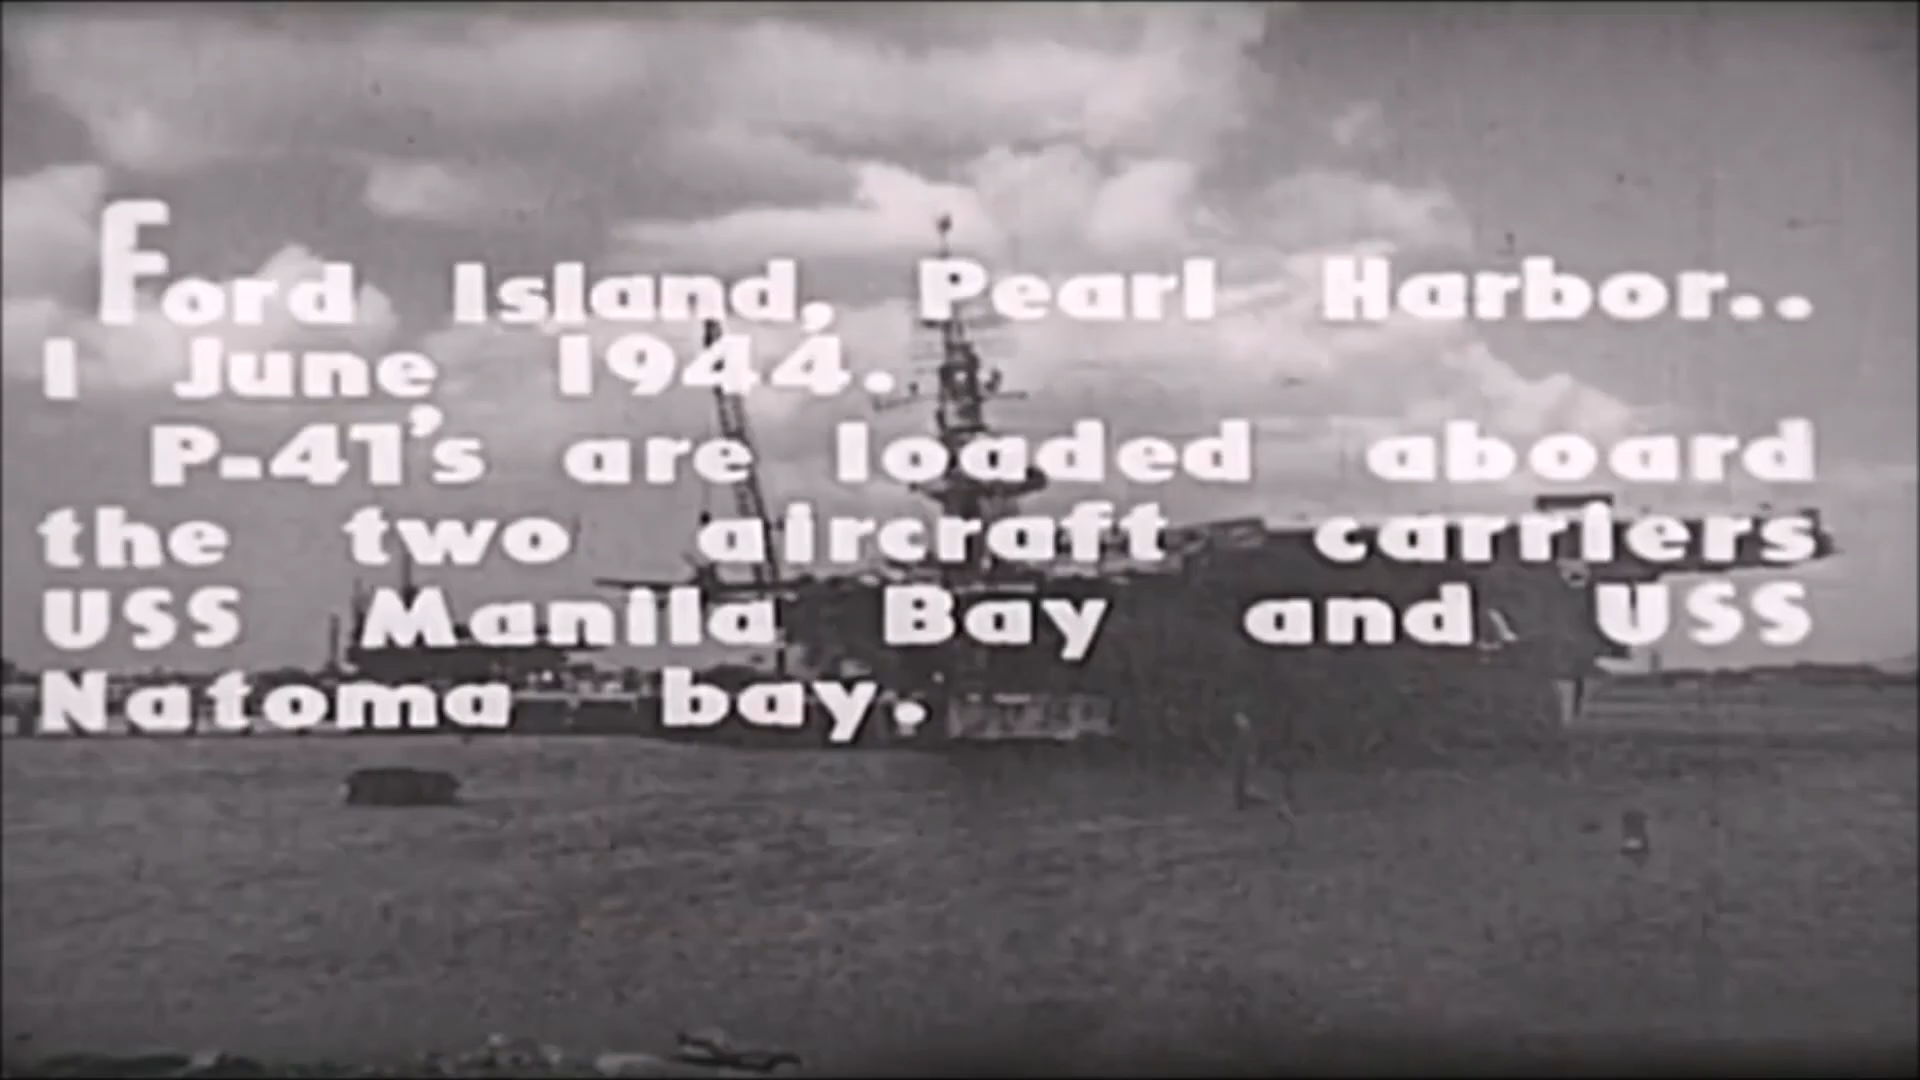 Ford Island, Pearl Harbor..
1 June 1944.
P-41's are loaded aboard
the two aircraft carriers
USS Manila Bay and USS
Natoma bay.